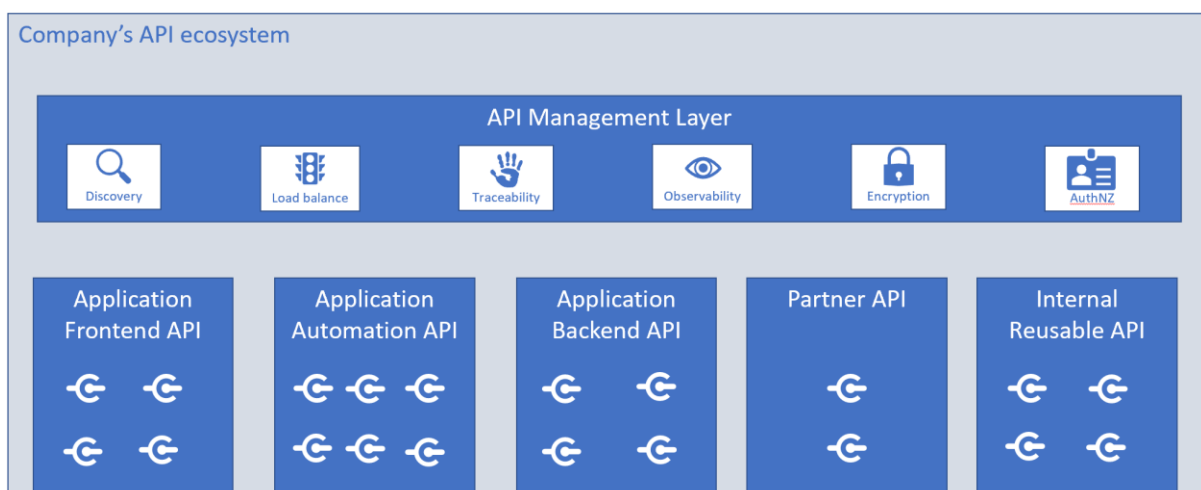 Company's API ecosystem
API Management Layer
Discovery
Load balance
Traceability
Observability
Encryption
AuthNZ
Application
Frontend API
Application
Automation API
Application
Backend API
Partner API
Internal
Reusable API